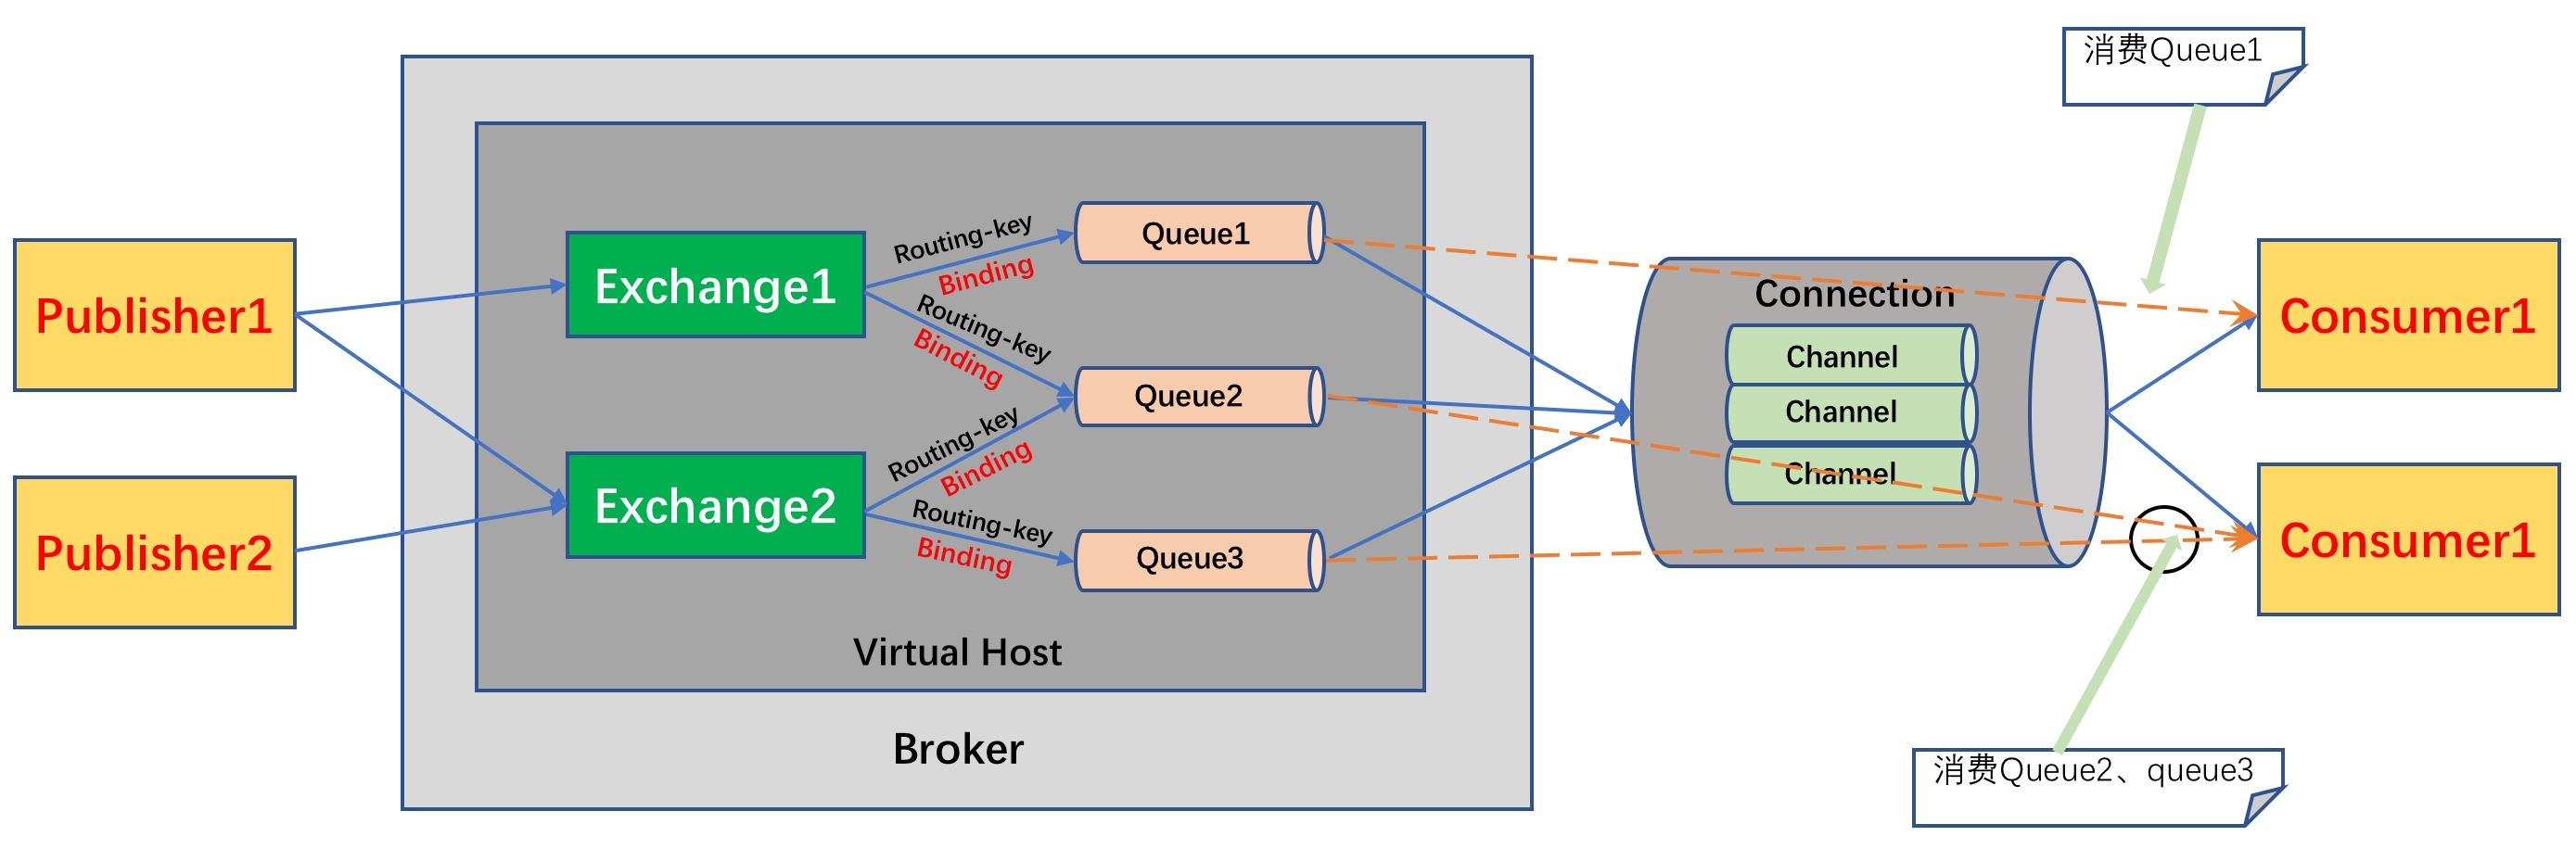 消费Queue1
Publisher1
Publisher2
Exchange1
Exchange2
Routing-key
Binding
Routing-key
Binding
Routing-key
Binding
Routing-key
Binding
Queue1
Queue2
Queue3
Virtual Host
Broker
Connection
Channel
Channel
Channel
Consumer1
Consumer1
消费Queue2、queue3